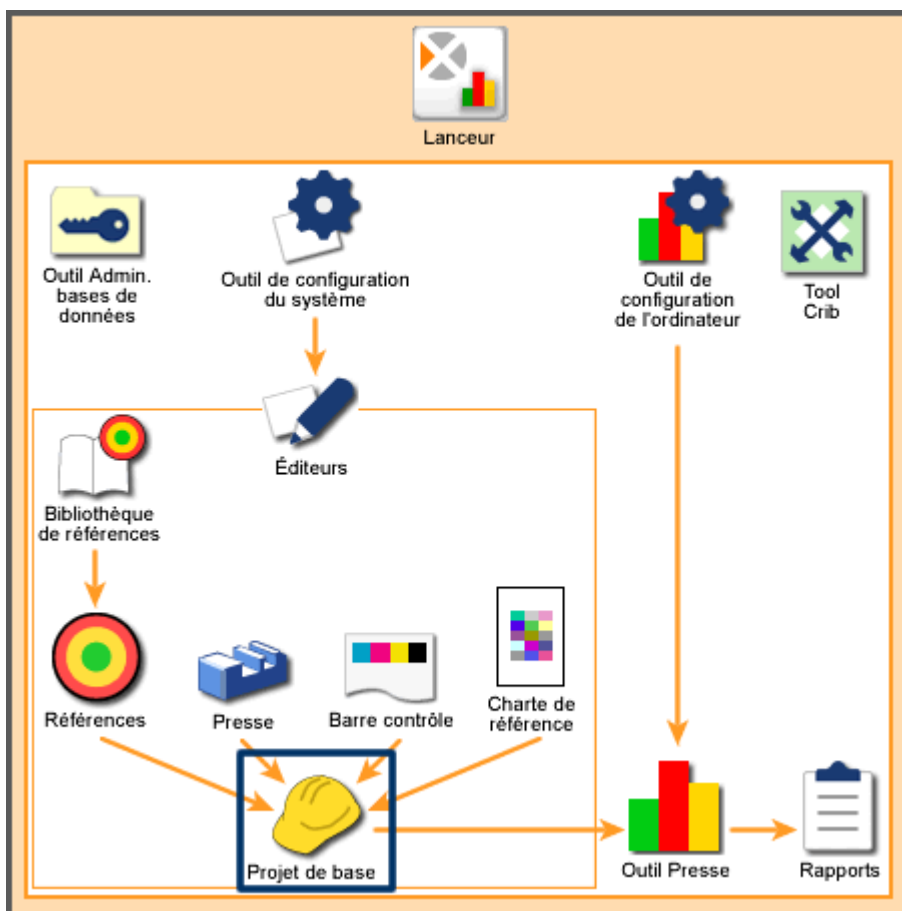 Lanceur
Outil Admin.
bases de
données
Outil de configuration
du système
Outil de
configuration
de l'ordinateur
Tool
Crib
Éditeurs
Bibliothèque
de références
Références
Presse
Barre contrôle
Charte de
référence
Projet de base
Outil Presse
Rapports